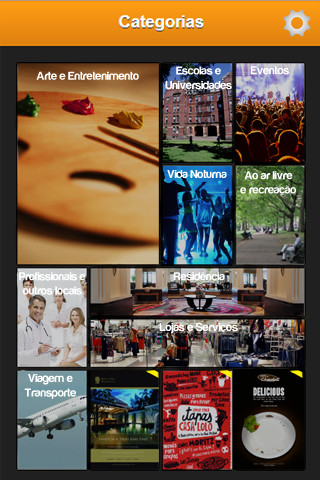 Categorias
Arte e Entretenimento
Escolas e
Universidades
Eventos
Vida Noturna
Ao ar livre
e recreação
Profissionais e
outros locais
Residência
Lojas e Serviços
Viagem e
Transporte
tapas
CASA LOLO
MORITZ
DELICIOUS